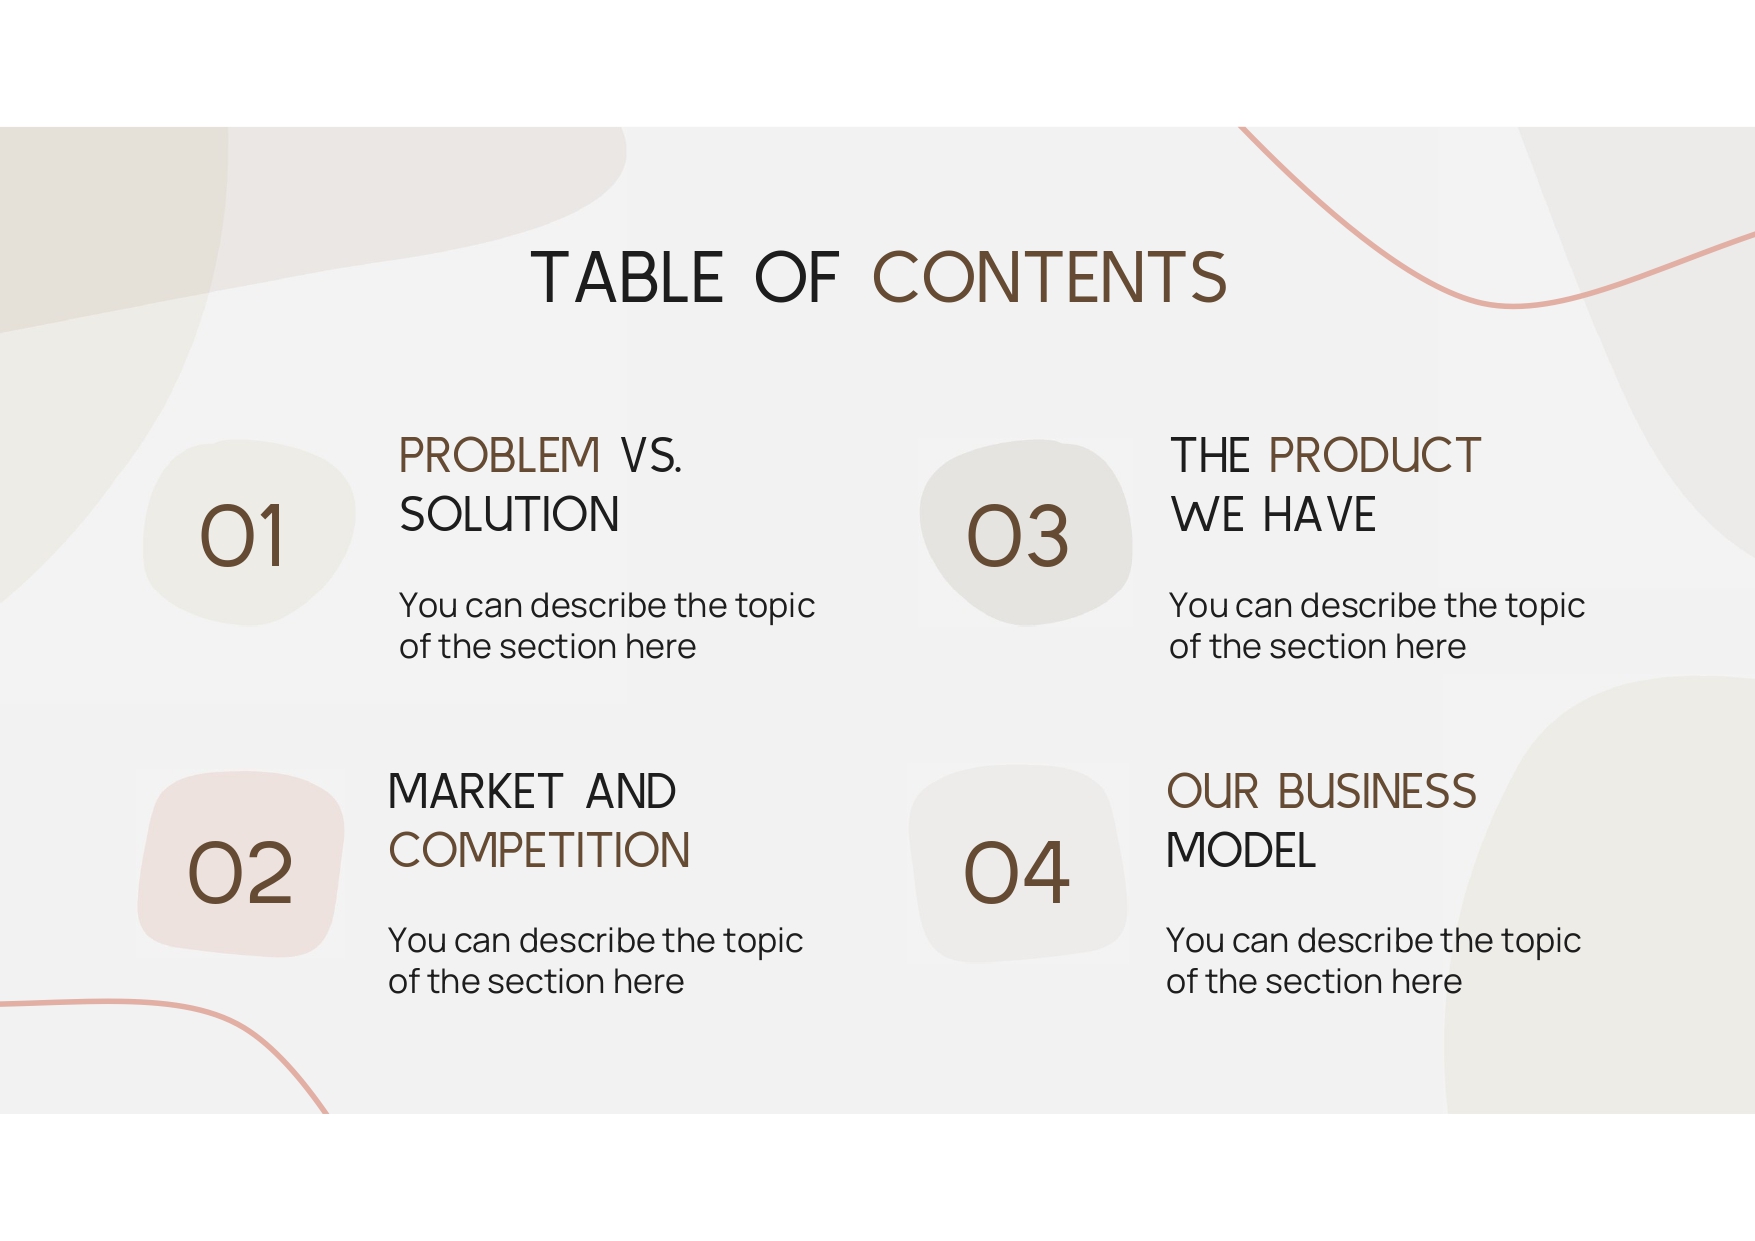 TABLE OF CONTENTS
01
PROBLEM VS.
SOLUTION
You can describe the topic
of the section here
02
MARKET AND
COMPETITION
You can describe the topic
of the section here
03
THE PRODUCT
WE HAVE
You can describe the topic
of the section here
04
OUR BUSINESS
MODEL
You can describe the topic
of the section here